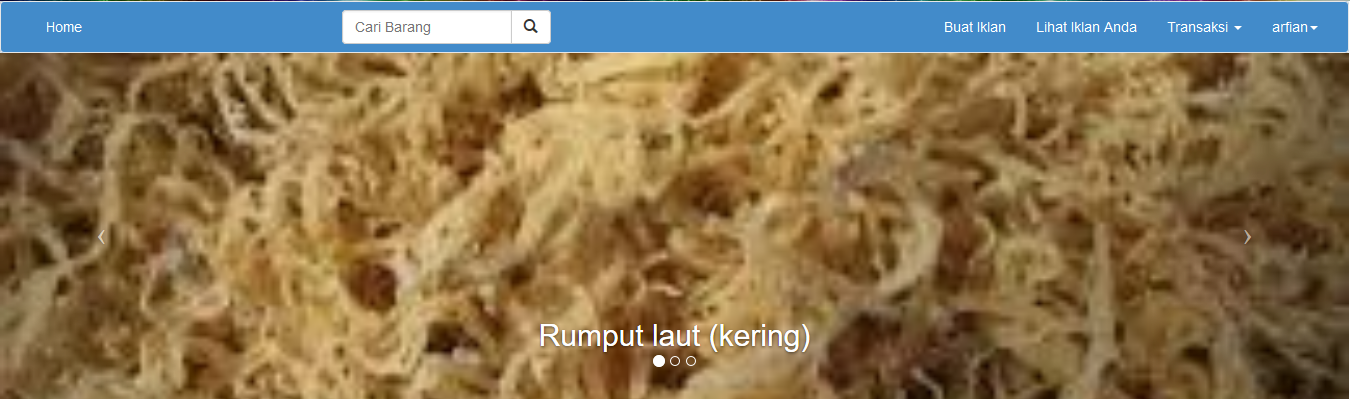 Home
Cari Barang
Buat Iklan
Lihat Iklan Anda
Transaksi
arfian
Rumput laut (kering)